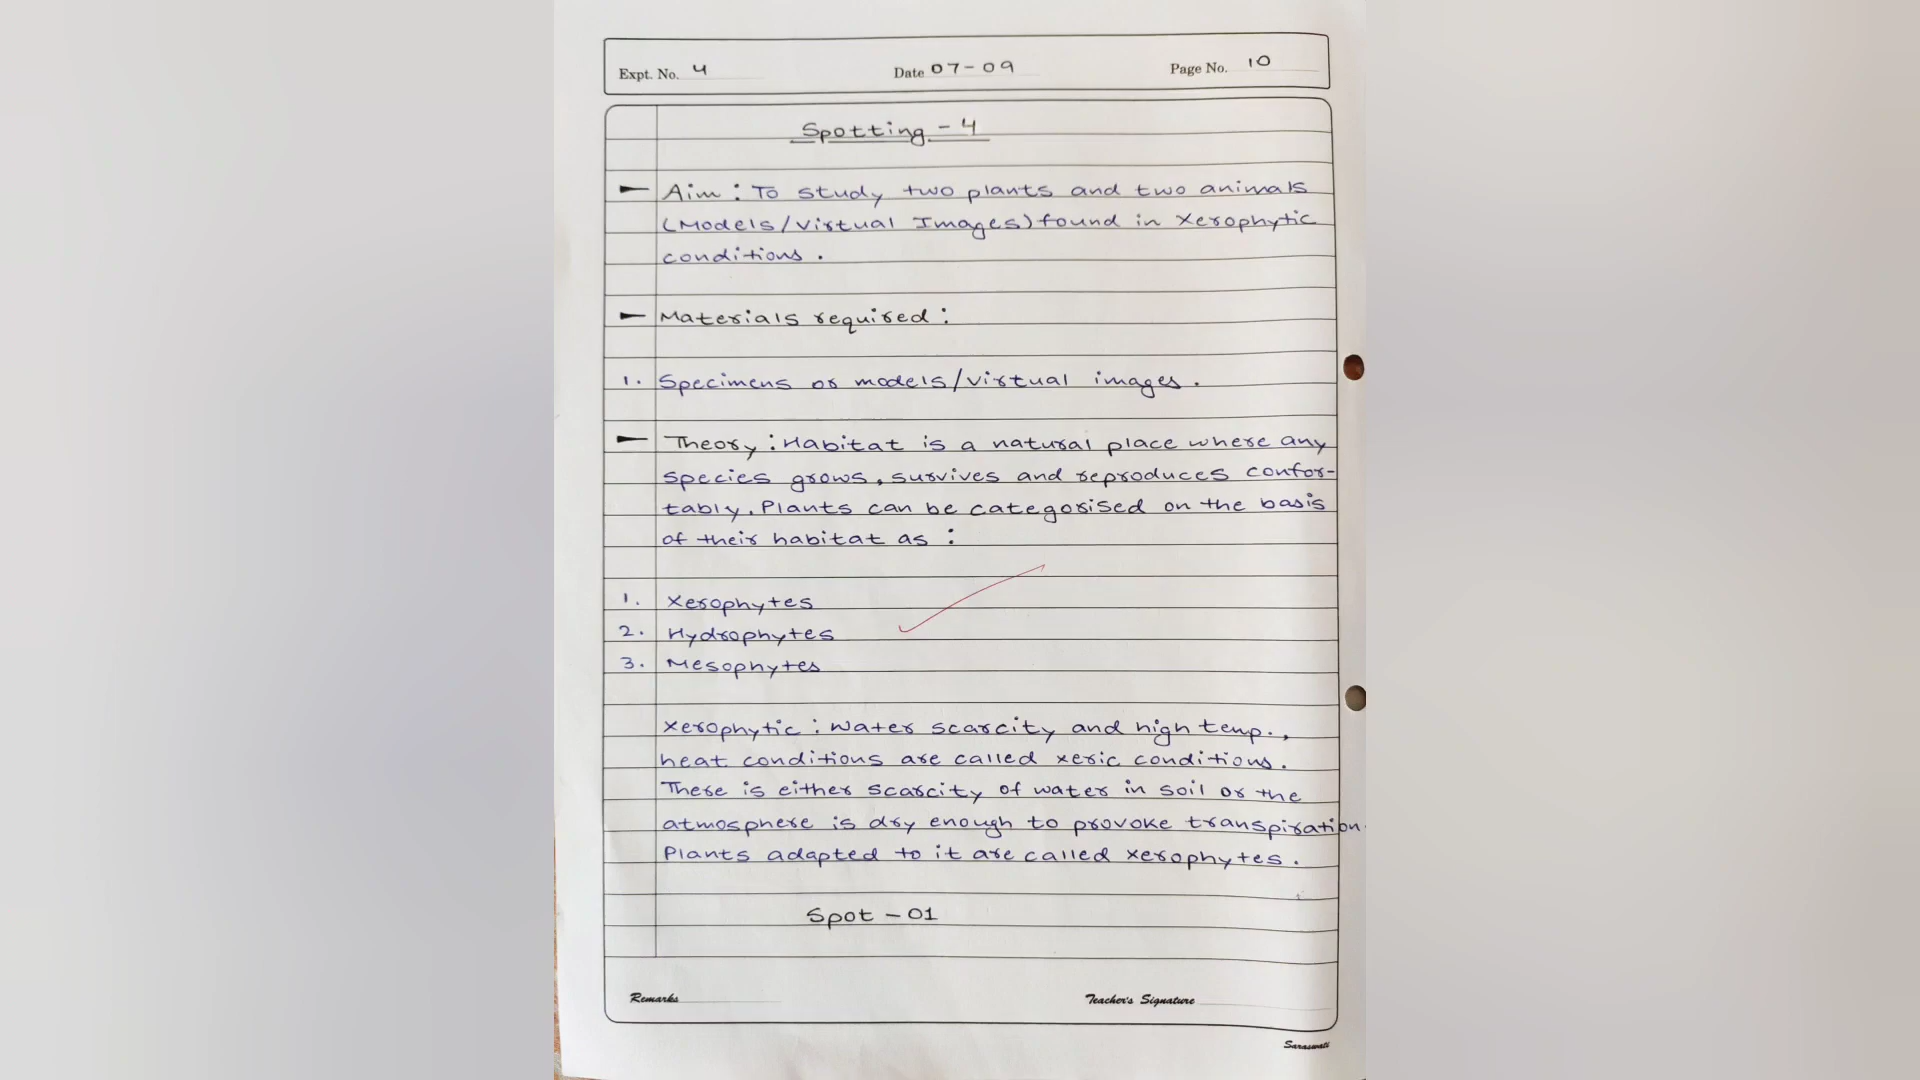 Expt. No. 4 Date 07-09 Page No. 10
Spotting - 4
Aim : To study two plants and two animals
(Models/Virtual Images) found in Xerophytic
conditions .
Materials required :
1. Specimens or models/virtual images .
Theory : Habitat is a natural place where any
species grows, survives and reproduces confor-
tably. Plants can be categorised on the basis
of their habitat as :
1. Xerophytes
2. Hydrophytes
3. Mesophytes
Xerophytic : Water scarcity and high temp.,
heat conditions are called xeric conditions.
There is either scarcity of water in soil or the
atmosphere is dry enough to provoke transpiration.
Plants adapted to it are called xerophytes .
Spot - 01
Remarks Teacher's Signature
Saraswati